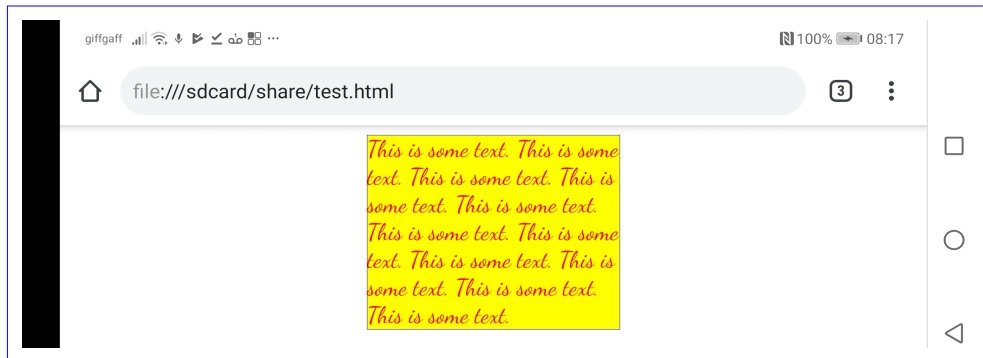 giffgaff 100% 08:17
file:///sdcard/share/test.html 3
This is some text. This is some
text. This is some text. This is
some text. This is some text.
This is some text. This is some
text. This is some text. This is
some text. This is some text.
This is some text.